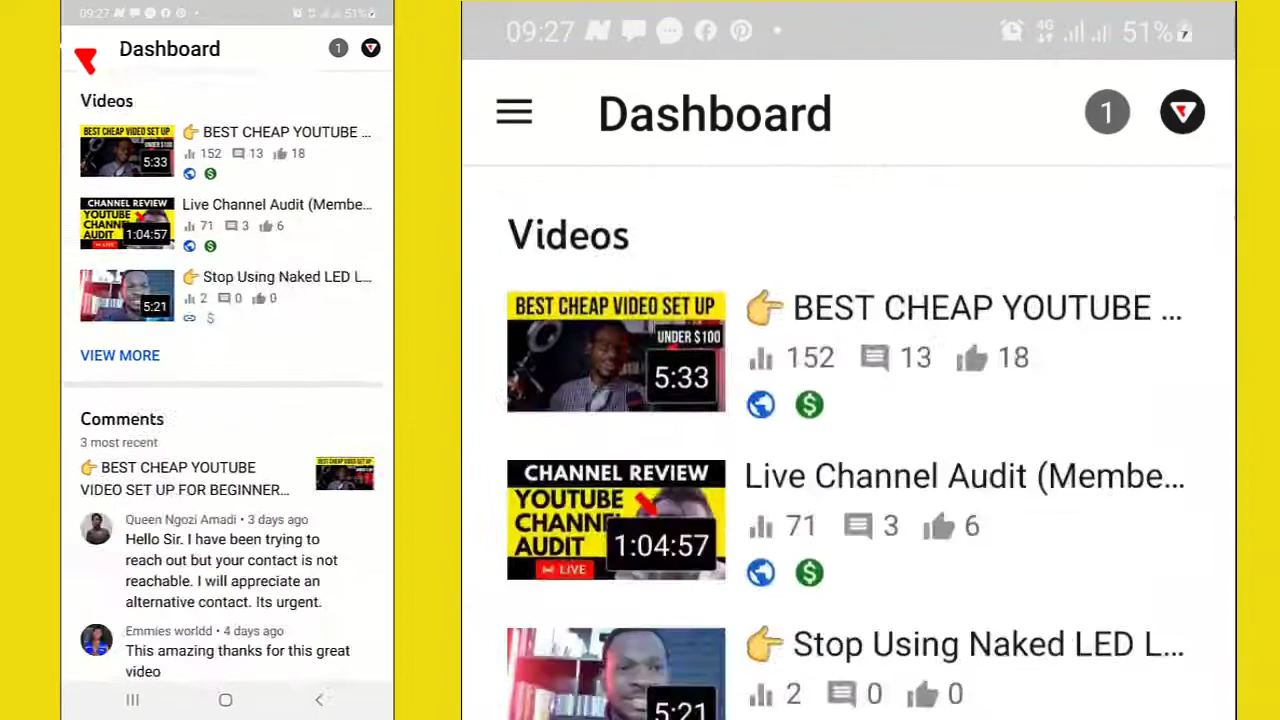 09:27
51%
Dashboard
1
Videos
BEST CHEAP VIDEO SET UP
UNDER $100
5:33
👉 BEST CHEAP YOUTUBE ...
152 13 18
CHANNEL REVIEW
YOUTUBE
CHANNEL
AUDIT
LIVE
1:04:57
Live Channel Audit (Membe...
71 3 6
5:21
👉 Stop Using Naked LED L...
2 0 0
VIEW MORE
Comments
3 most recent
👉 BEST CHEAP YOUTUBE
VIDEO SET UP FOR BEGINNER...
Queen Ngozi Amadi • 3 days ago
Hello Sir. I have been trying to
reach out but your contact is not
reachable. I will appreciate an
alternative contact. Its urgent.
Emmies worldd • 4 days ago
This amazing thanks for this great
video
09:27
4G
51%
Dashboard
1
Videos
BEST CHEAP VIDEO SET UP
UNDER $100
5:33
👉 BEST CHEAP YOUTUBE ...
152 13 18
CHANNEL REVIEW
YOUTUBE
CHANNE
AUDIT
LIVE
1:04:57
Live Channel Audit (Membe...
71 3 6
5:21
👉 Stop Using Naked LED L...
2 0 0